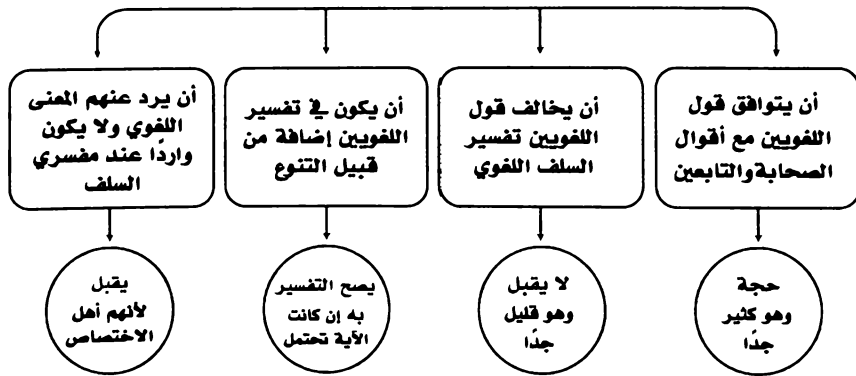 أن يتوافق قول
اللغويين مع أقوال
الصحابة والتابعين
أن يخالف قول
اللغويين تفسير
السلف اللغوي
أن يكون في تفسير
اللغويين إضافة من
قبيل التنوع
أن يرد عنهم المعنى
اللغوي ولا يكون
واردًا عند مفسري
السلف
حجة
وهو كثير
جدًا
لا يقبل
وهو قليل
جدًا
يصح التفسير
به إن كانت
الآية تحتمل
يقبل
لأنهم أهل
الاختصاص